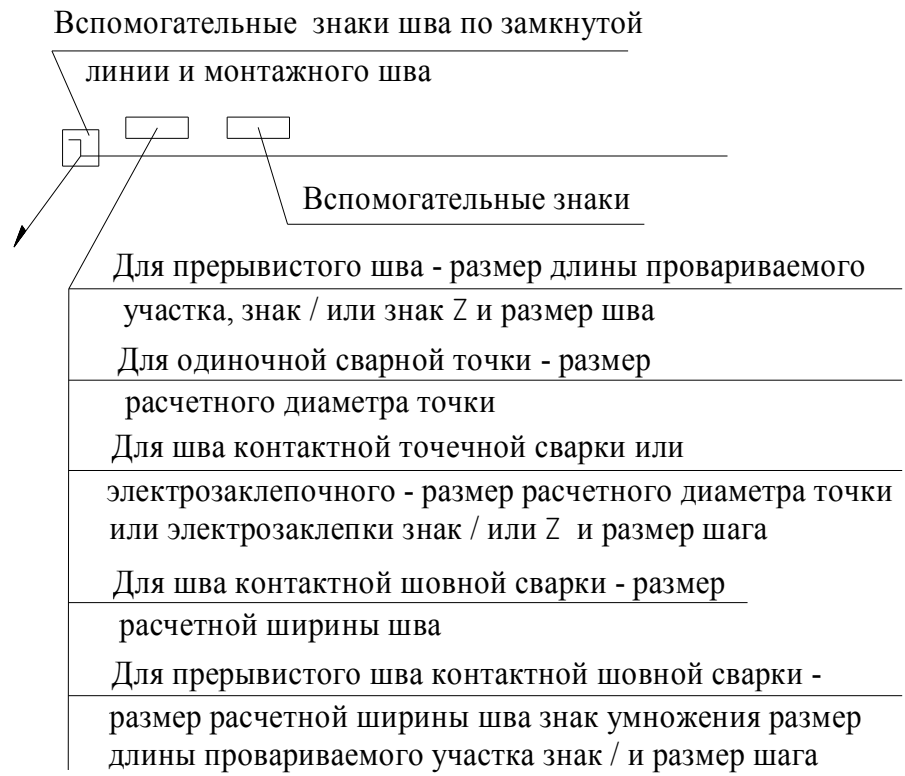 Вспомогательные знаки шва по замкнутой
линии и монтажного шва
Вспомогательные знаки
Для прерывистого шва - размер длины провариваемого
участка, знак / или знак Z и размер шва
Для одиночной сварной точки - размер
расчетного диаметра точки
Для шва контактной точечной сварки или
электрозаклепочного - размер расчетного диаметра точки
или электрозаклепки знак / или Z и размер шага
Для шва контактной шовной сварки - размер
расчетной ширины шва
Для прерывистого шва контактной шовной сварки -
размер расчетной ширины шва знак умножения размер
длины провариваемого участка знак / и размер шага